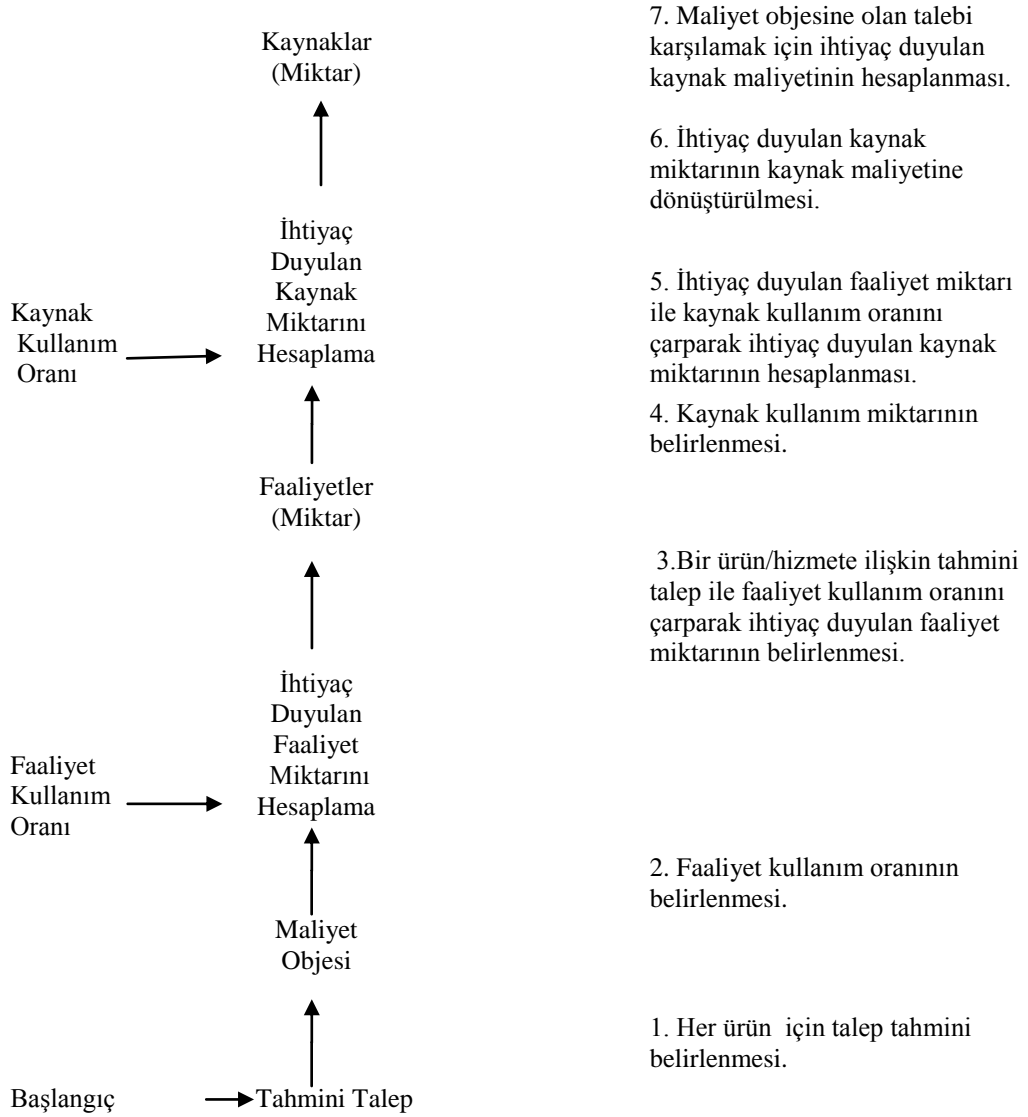 Kaynaklar
(Miktar)
İhtiyaç
Duyulan
Kaynak
Miktarını
Hesaplama
Kaynak
Kullanım
Oranı
Faaliyetler
(Miktar)
İhtiyaç
Duyulan
Faaliyet
Miktarını
Hesaplama
Faaliyet
Kullanım
Oranı
Maliyet
Objesi
Başlangıç
Tahmini Talep
7. Maliyet objesine olan talebi
karşılamak için ihtiyaç duyulan
kaynak maliyetinin hesaplanması.
6. İhtiyaç duyulan kaynak
miktarının kaynak maliyetine
dönüştürülmesi.
5. İhtiyaç duyulan faaliyet miktarı
ile kaynak kullanım oranını
çarparak ihtiyaç duyulan kaynak
miktarının hesaplanması.
4. Kaynak kullanım miktarının
belirlenmesi.
3.Bir ürün/hizmete ilişkin tahmini
talep ile faaliyet kullanım oranını
çarparak ihtiyaç duyulan faaliyet
miktarının belirlenmesi.
2. Faaliyet kullanım oranının
belirlenmesi.
1. Her ürün için talep tahmini
belirlenmesi.